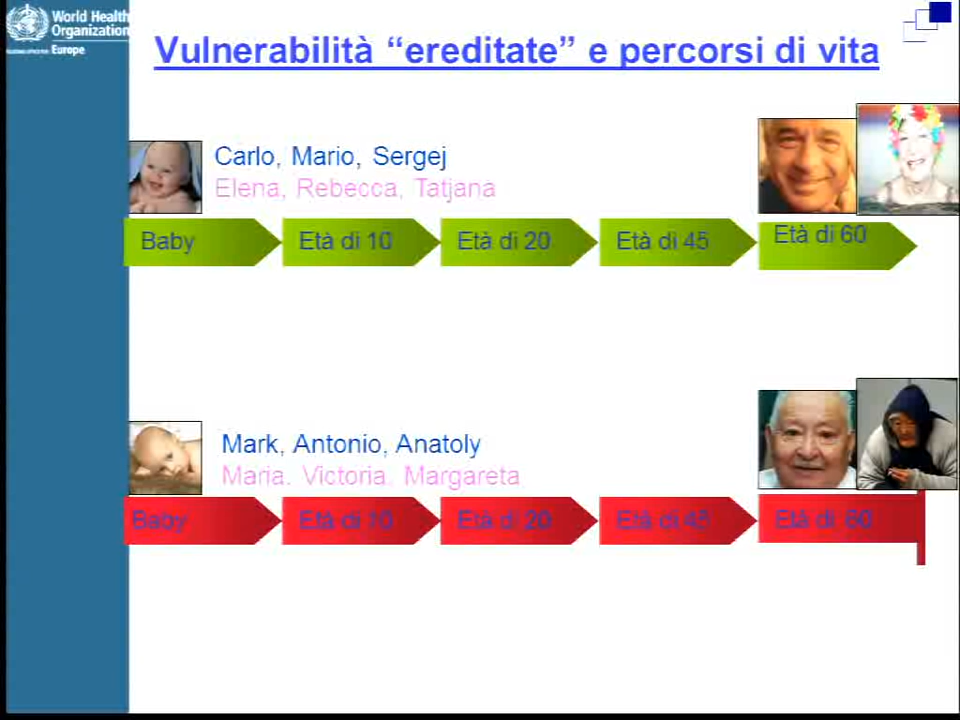 World Health
Organization
Europe
Vulnerabilità “ereditate” e percorsi di vita
Carlo, Mario, Sergej
Elena, Rebecca, Tatjana
Baby
Età di 10
Età di 20
Età di 45
Età di 60
Mark, Antonio, Anatoly
Maria. Victoria. Margareta
Baby
Età di 10
Età di 20
Età di 45
Età di 60